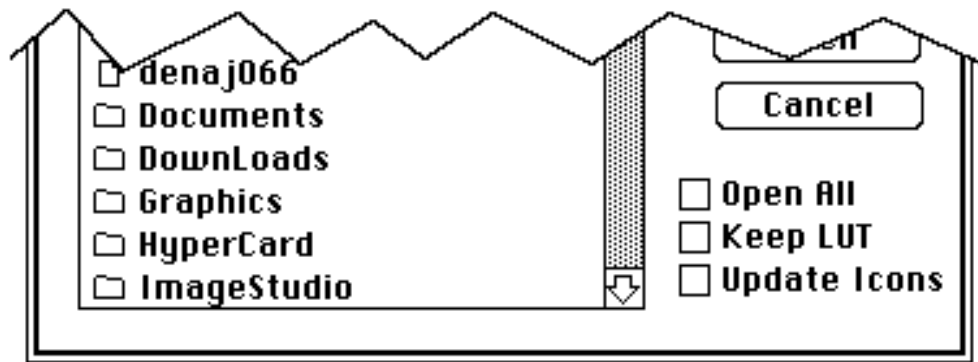 denaj066
Documents
DownLoads
Graphics
HyperCard
ImageStudio
Cancel
Open All
Keep LUT
Update Icons